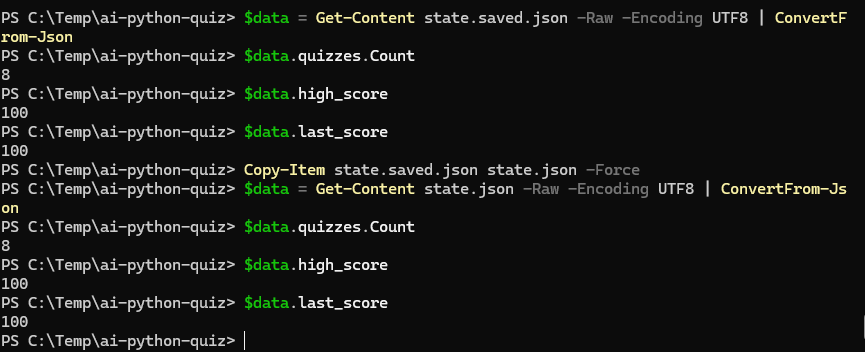 PS C:\Temp\ai-python-quiz> $data = Get-Content state.saved.json -Raw -Encoding UTF8 | ConvertF
rom-Json
PS C:\Temp\ai-python-quiz> $data.quizzes.Count
8
PS C:\Temp\ai-python-quiz> $data.high_score
100
PS C:\Temp\ai-python-quiz> $data.last_score
100
PS C:\Temp\ai-python-quiz> Copy-Item state.saved.json state.json -Force
PS C:\Temp\ai-python-quiz> $data = Get-Content state.json -Raw -Encoding UTF8 | ConvertFrom-Js
on
PS C:\Temp\ai-python-quiz> $data.quizzes.Count
8
PS C:\Temp\ai-python-quiz> $data.high_score
100
PS C:\Temp\ai-python-quiz> $data.last_score
100
PS C:\Temp\ai-python-quiz>